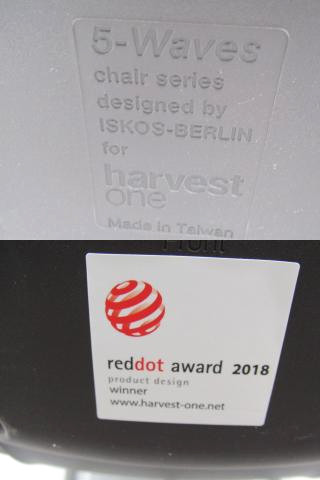 5-Waves
chair series
designed by
ISKOS-BERLIN
for
harvest
one
Made in Taiwan
Front
reddot award 2018
product design
winner
www.harvest-one.net